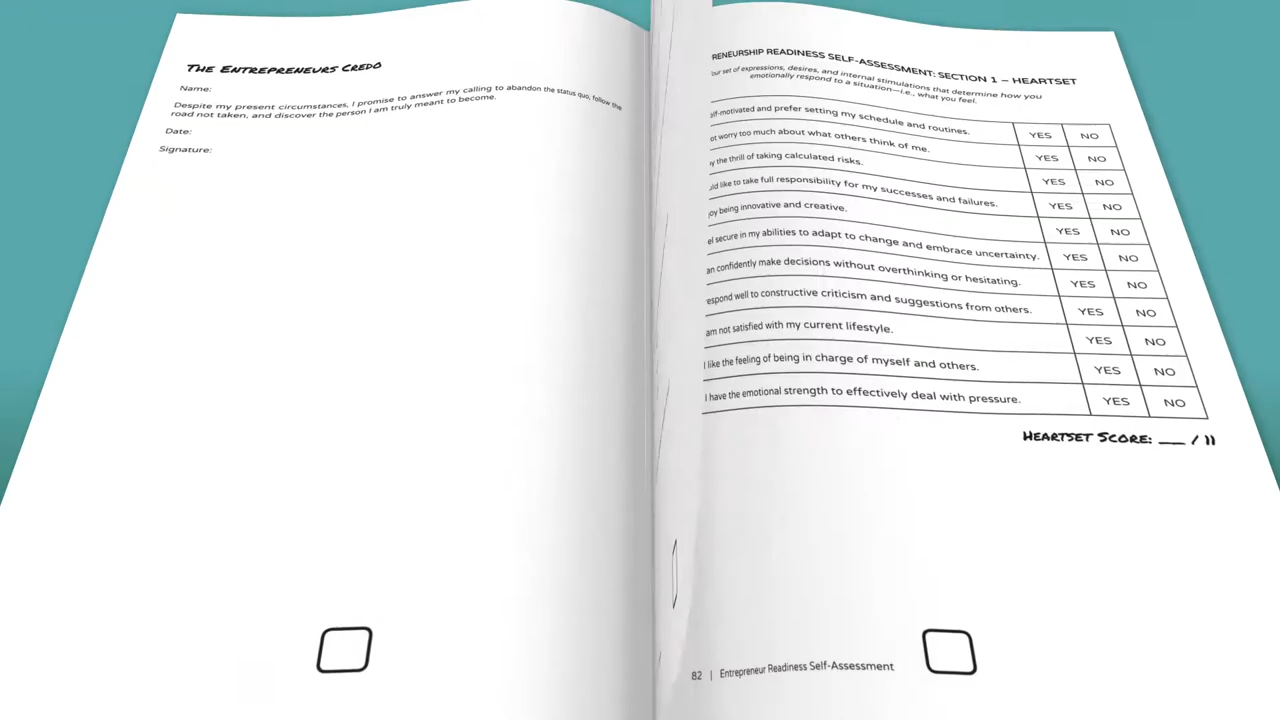 THE ENTREPRENEURS CREDO
Name:
Despite my present circumstances, I promise to answer my calling to abandon the status quo, follow the
road not taken, and discover the person I am truly meant to become.
Date:
Signature:
RENEURSHIP READINESS SELF-ASSESSMENT: SECTION 1 – HEARTSET
set of expressions, desires, and internal stimulations that determine how you
emotionally respond to a situation—i.e., what you feel.
elf-motivated and prefer setting my schedule and routines. YES NO
ot worry too much about what others think of me. YES NO
y the thrill of taking calculated risks. YES NO
uld like to take full responsibility for my successes and failures. YES NO
joy being innovative and creative. YES NO
el secure in my abilities to adapt to change and embrace uncertainty. YES NO
an confidently make decisions without overthinking or hesitating. YES NO
respond well to constructive criticism and suggestions from others. YES NO
am not satisfied with my current lifestyle. YES NO
I like the feeling of being in charge of myself and others. YES NO
I have the emotional strength to effectively deal with pressure. YES NO
HEARTSET SCORE: ___ / 11
82 | Entrepreneur Readiness Self-Assessment